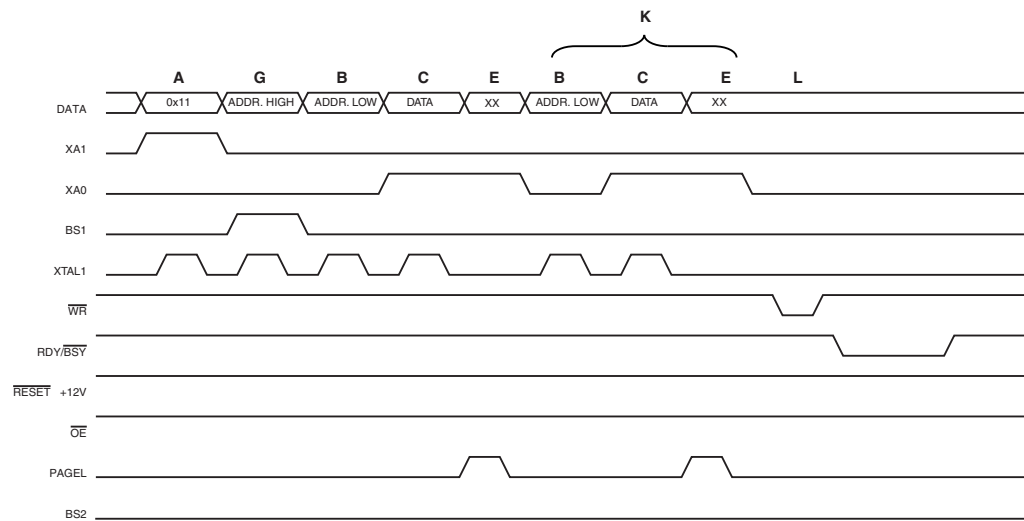 K
A G B C E B C E L
DATA 0x11 ADDR. HIGH ADDR. LOW DATA XX ADDR. LOW DATA XX
XA1
XA0
BS1
XTAL1
WR
RDY/BSY
RESET +12V
OE
PAGEL
BS2